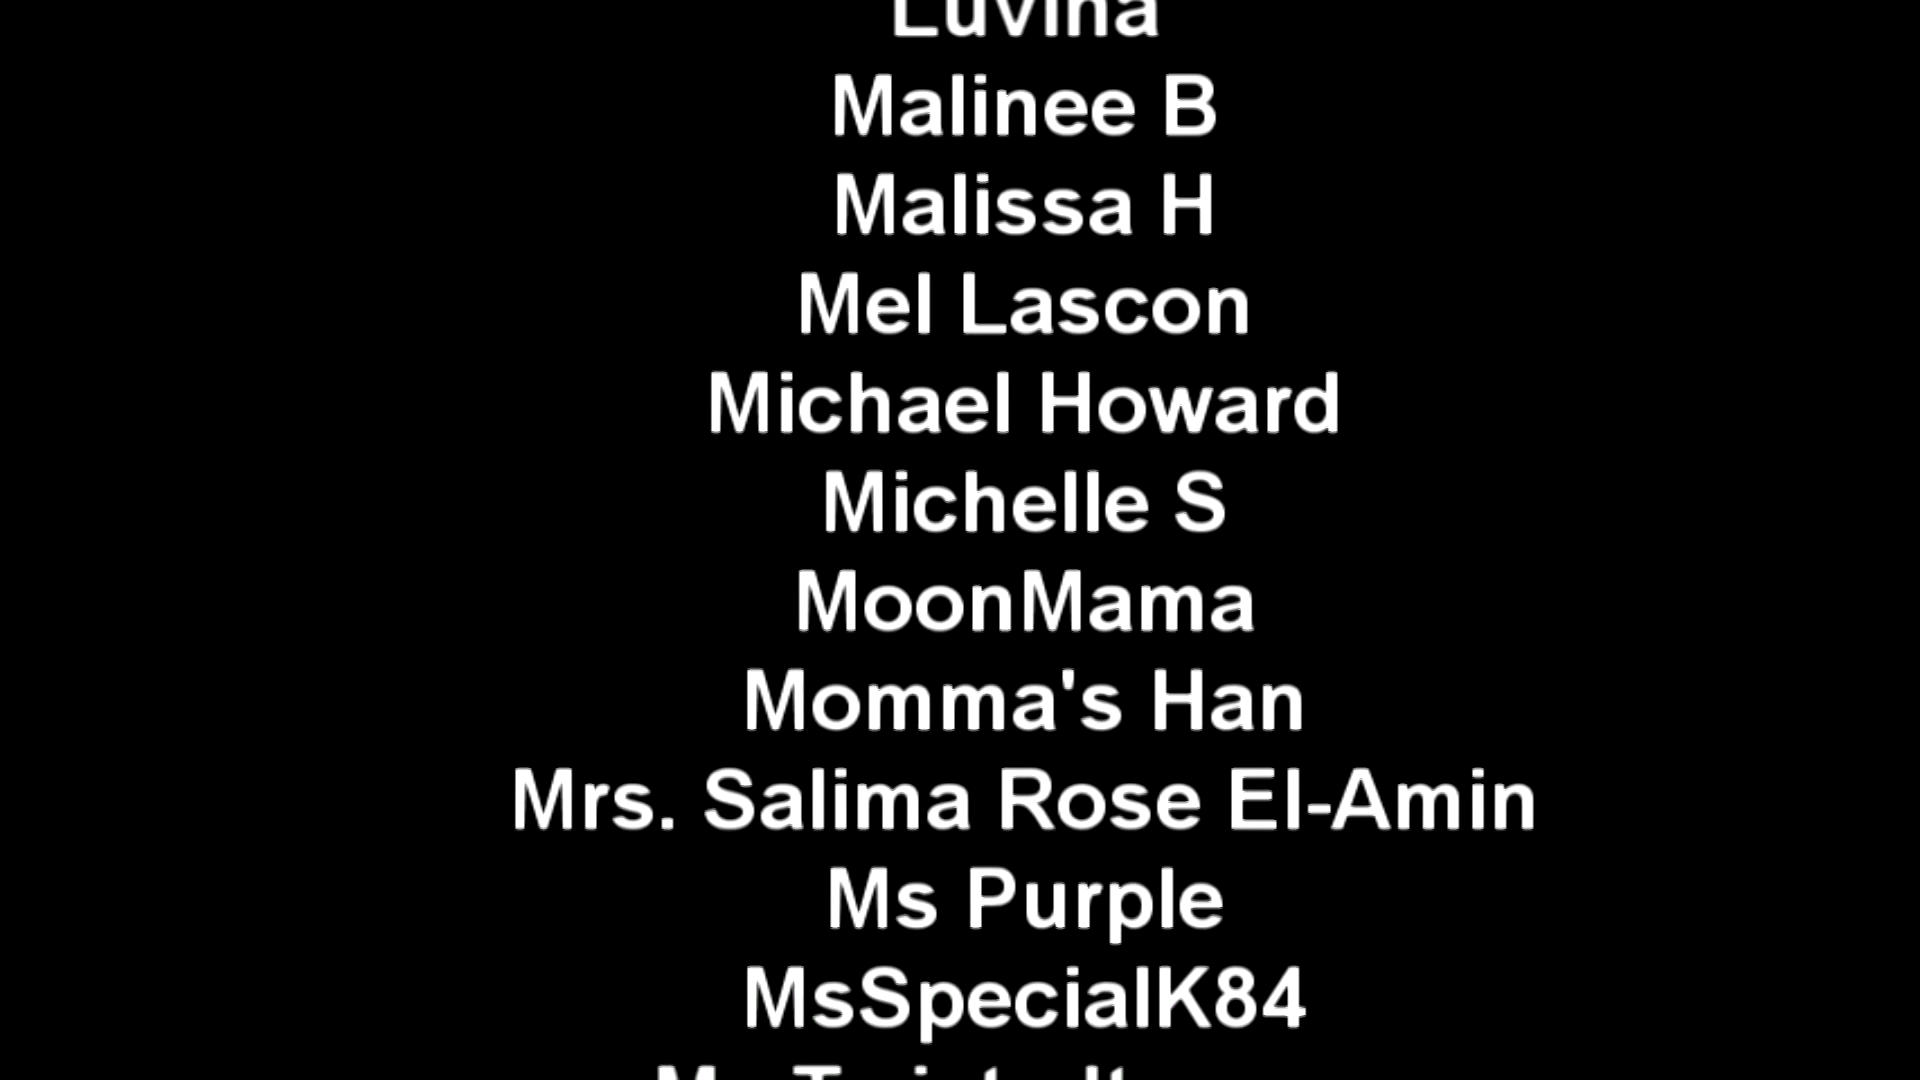 Luvina
Malinee B
Malissa H
Mel Lascon
Michael Howard
Michelle S
MoonMama
Momma's Han
Mrs. Salima Rose El-Amin
Ms Purple
MsSpecialK84